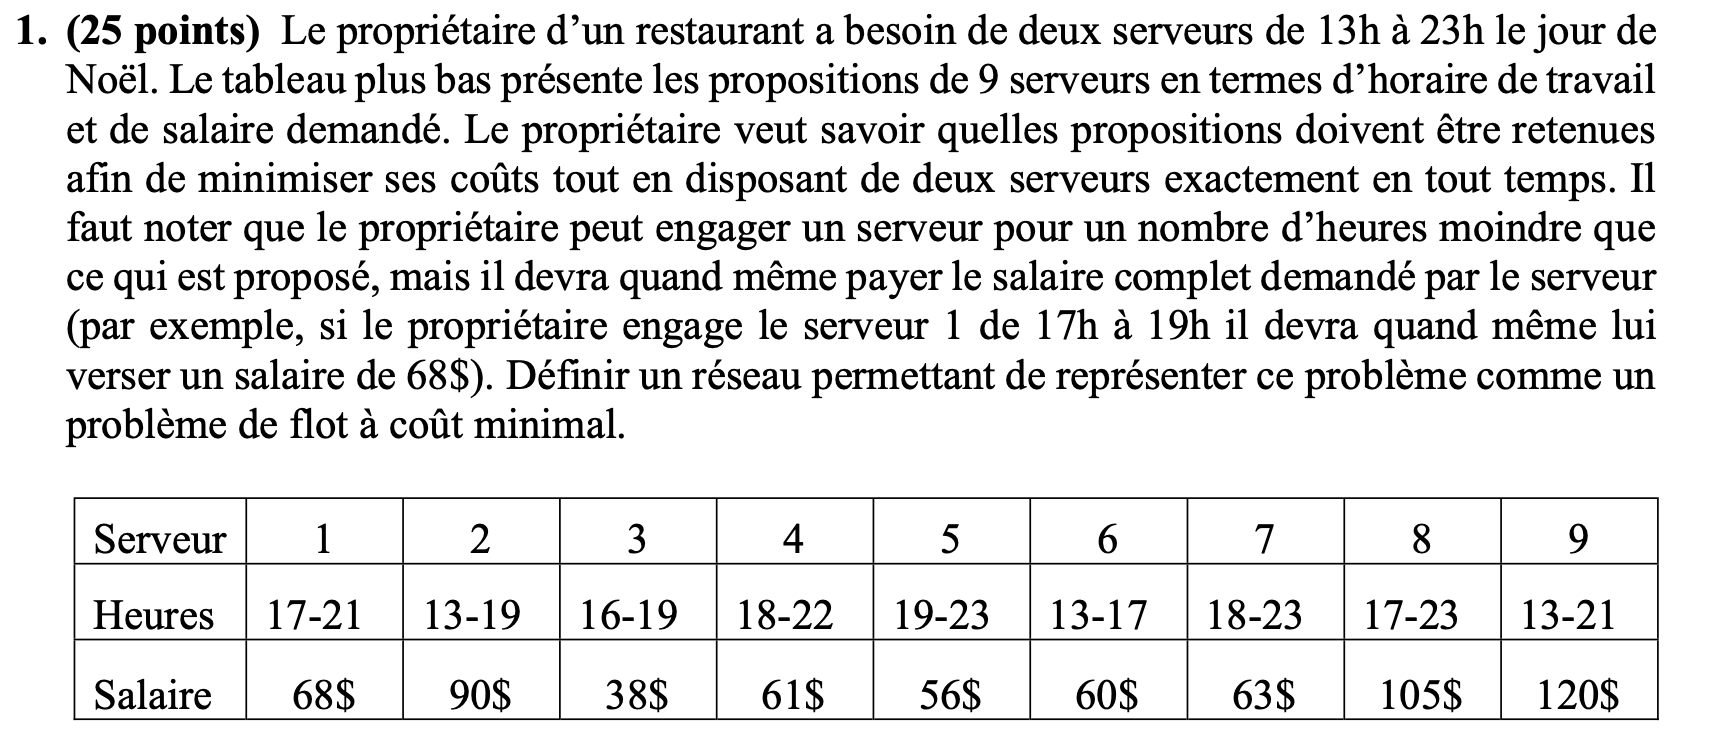 1. (25 points) Le propriétaire d’un restaurant a besoin de deux serveurs de 13h à 23h le jour de
Noël. Le tableau plus bas présente les propositions de 9 serveurs en termes d’horaire de travail
et de salaire demandé. Le propriétaire veut savoir quelles propositions doivent être retenues
afin de minimiser ses coûts tout en disposant de deux serveurs exactement en tout temps. Il
faut noter que le propriétaire peut engager un serveur pour un nombre d’heures moindre que
ce qui est proposé, mais il devra quand même payer le salaire complet demandé par le serveur
(par exemple, si le propriétaire engage le serveur 1 de 17h à 19h il devra quand même lui
verser un salaire de 68$). Définir un réseau permettant de représenter ce problème comme un
problème de flot à coût minimal.
Serveur 1 2 3 4 5 6 7 8 9
Heures 17-21 13-19 16-19 18-22 19-23 13-17 18-23 17-23 13-21
Salaire 68$ 90$ 38$ 61$ 56$ 60$ 63$ 105$ 120$